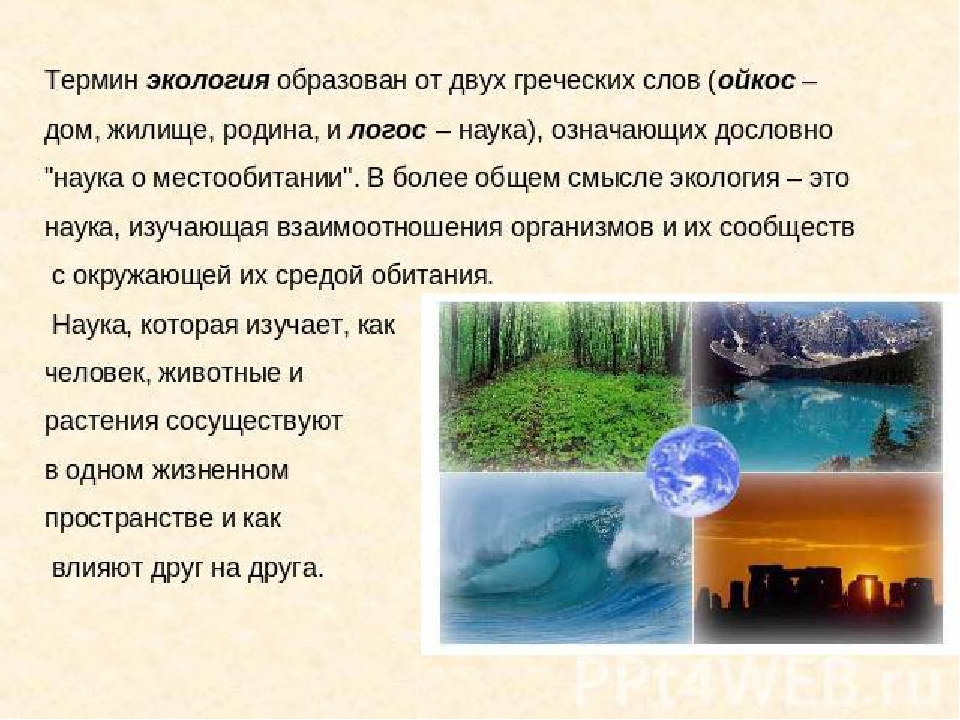 Термин экология образован от двух греческих слов (ойкос –
дом, жилище, родина, и логос – наука), означающих дословно
"наука о местообитании". В более общем смысле экология – это
наука, изучающая взаимоотношения организмов и их сообществ
с окружающей их средой обитания.
Наука, которая изучает, как
человек, животные и
растения сосуществуют
в одном жизненном
пространстве и как
влияют друг на друга.
PPt4WEB.ru